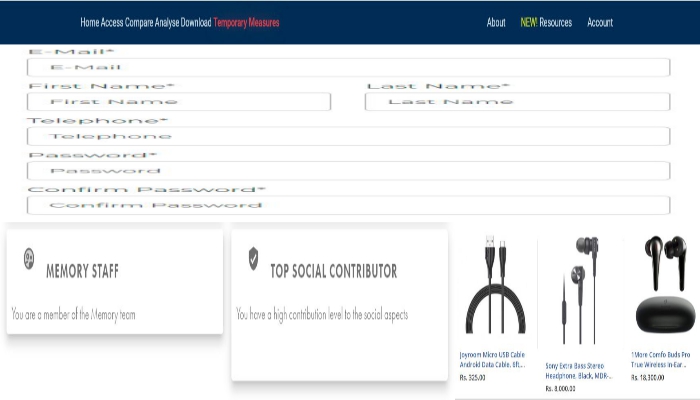 Home Access Compare Analyse Download Temporary Measures
About NEW! Resources Account
E-Mail*
E-Mail
First Name* Last Name*
First Name Last Name
Telephone*
Telephone
Password*
Password
Confirm Password*
Confirm Password
MEMORY STAFF
You are a member of the Memory team
TOP SOCIAL CONTRIBUTOR
You have a high contribution level to the social aspects
Joyroom Micro USB Cable
Android Data Cable, 6ft,...
Rs. 325.00
Sony Extra Bass Stereo
Headphone, Black, MDR-...
Rs. 8,000.00
1More Comfo Buds Pro
True Wireless In-Ear...
Rs. 18,300.00